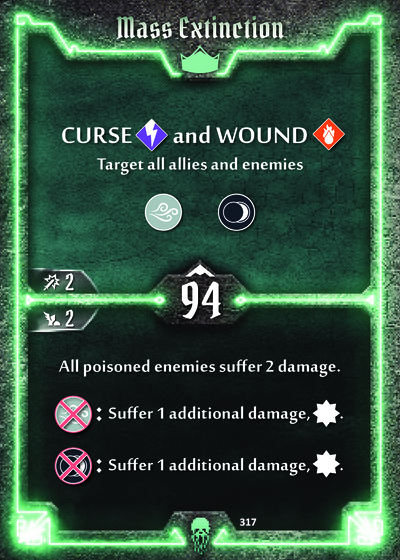 Mass Extinction
CURSE and WOUND
Target all allies and enemies
2
94
2
All poisoned enemies suffer 2 damage.
: Suffer 1 additional damage, .
: Suffer 1 additional damage, .
317